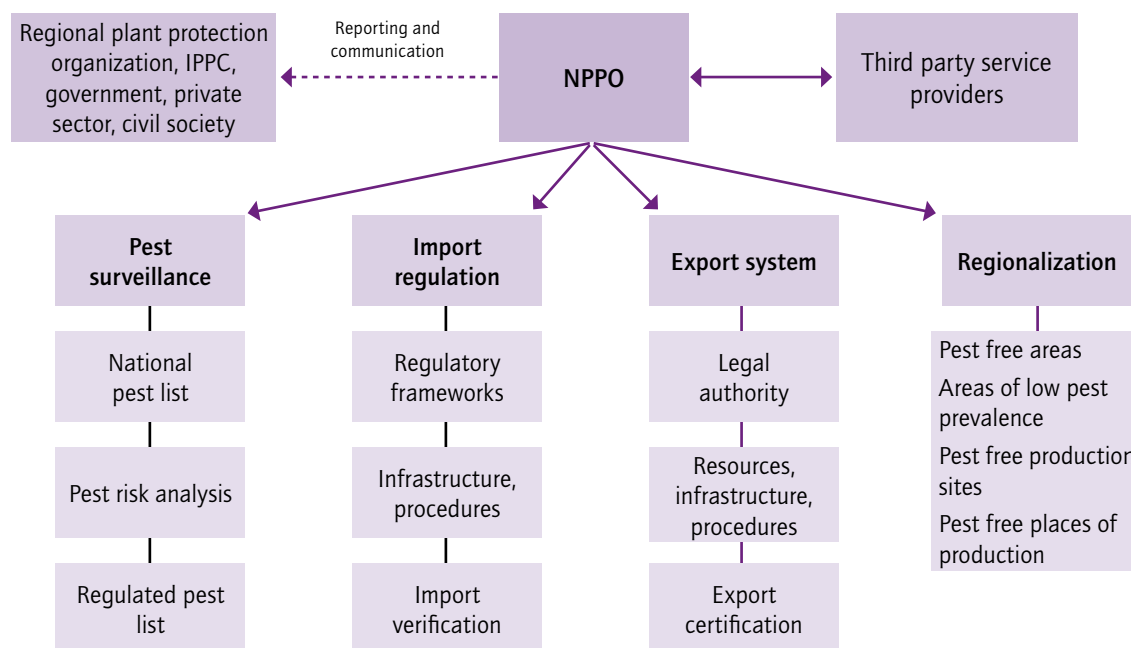 Regional plant protection
organization, IPPC,
government, private
sector, civil society
Reporting and
communication
NPPO
Third party service
providers
Pest
surveillance
National
pest list
Pest risk analysis
Regulated pest
list
Import
regulation
Regulatory
frameworks
Infrastructure,
procedures
Import
verification
Export system
Legal
authority
Resources,
infrastructure,
procedures
Export
certification
Regionalization
Pest free areas
Areas of low pest
prevalence
Pest free production
sites
Pest free places of
production